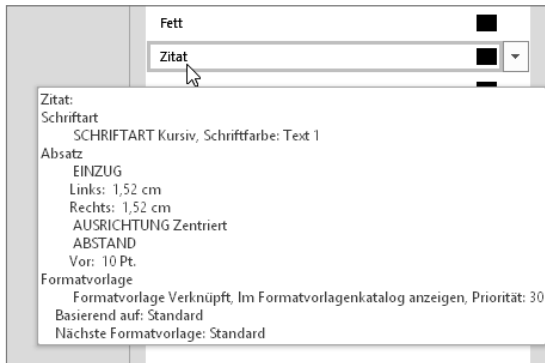 Fett
Zitat
Zitat:
Schriftart
SCHRIFTART Kursiv, Schriftfarbe: Text 1
Absatz
EINZUG
Links: 1,52 cm
Rechts: 1,52 cm
AUSRICHTUNG Zentriert
ABSTAND
Vor: 10 Pt.
Formatvorlage
Formatvorlage Verknüpft, Im Formatvorlagenkatalog anzeigen, Priorität: 30
Basierend auf: Standard
Nächste Formatvorlage: Standard